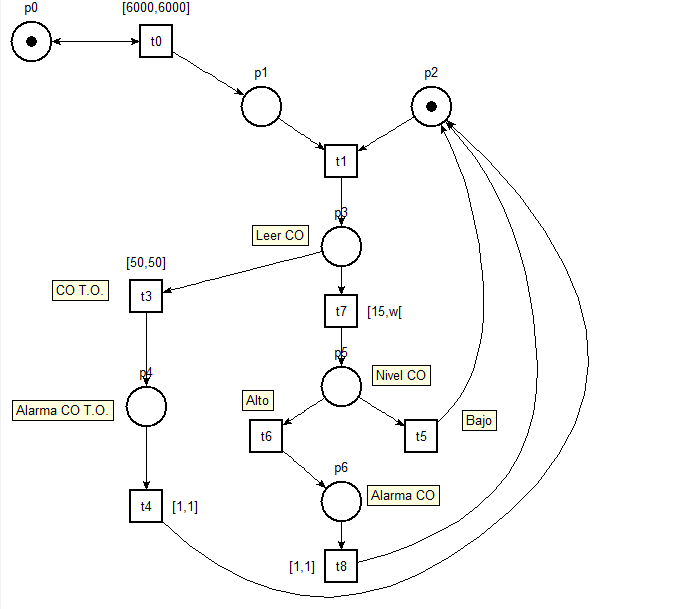 p0
[6000,6000]
t0
p1
p2
t1
p3
Leer CO
[50,50]
CO T.O.
t3
t7
[15,w[
p5
p4
Nivel CO
Alto
Alarma CO T.O.
t6
t5
Bajo
p6
Alarma CO
t4
[1,1]
[1,1]
t8